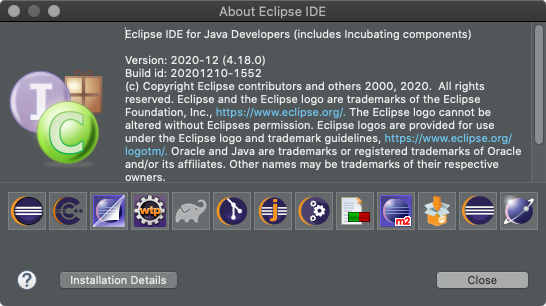 About Eclipse IDE
Eclipse IDE for Java Developers (includes Incubating components)
Version: 2020-12 (4.18.0)
Build id: 20201210-1552
(c) Copyright Eclipse contributors and others 2000, 2020.  All rights
reserved. Eclipse and the Eclipse logo are trademarks of the Eclipse
Foundation, Inc., https://www.eclipse.org/. The Eclipse logo cannot be
altered without Eclipses permission. Eclipse logos are provided for use
under the Eclipse logo and trademark guidelines, https://www.eclipse.org/
logotm/. Oracle and Java are trademarks or registered trademarks of Oracle
and/or its affiliates. Other names may be trademarks of their respective
owners.
I
C
C++
wtp
j
m2
?
Installation Details
Close